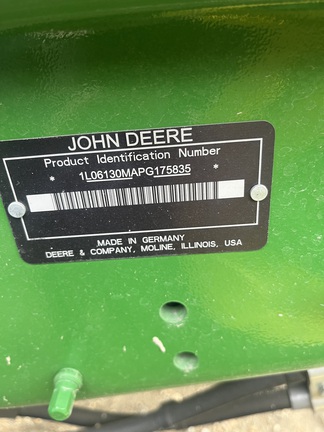 JOHN DEERE
Product Identification Number
* 1L06130MAPG175835 *
MADE IN GERMANY
DEERE & COMPANY, MOLINE, ILLINOIS, USA